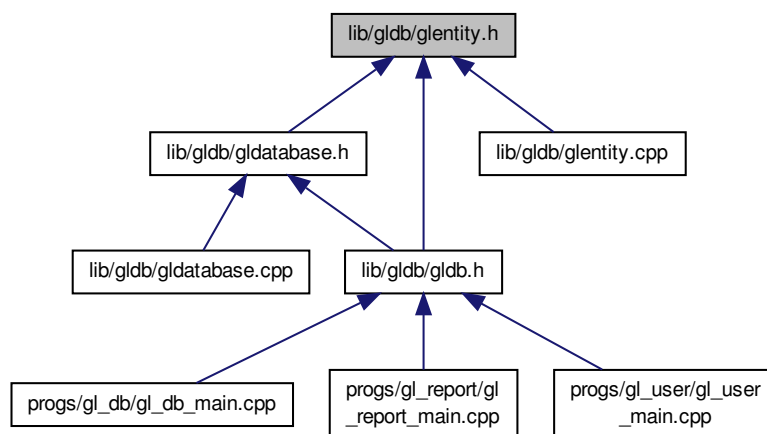 lib/gldb/glentity.h
lib/gldb/gldatabase.h
lib/gldb/glentity.cpp
lib/gldb/gldatabase.cpp
lib/gldb/gldb.h
progs/gl_db/gl_db_main.cpp
progs/gl_report/gl
_report_main.cpp
progs/gl_user/gl_user
_main.cpp